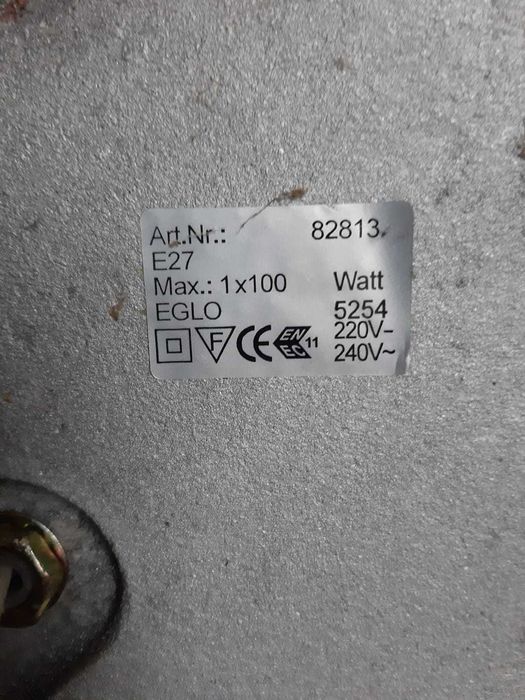 Art.Nr.: 82813
E27
Max.: 1x100 Watt
EGLO 5254
F CE EN EC 11 220V-
240V~